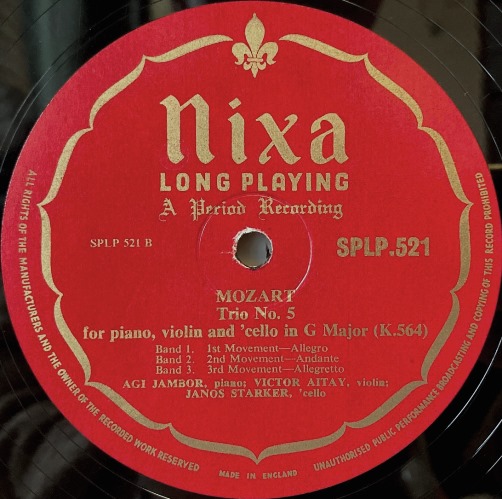 nixa
LONG PLAYING
A Period Recording
SPLP 521 B
SPLP.521
MOZART
Trio No. 5
for piano, violin and 'cello in G Major (K.564)
Band 1. 1st Movement—Allegro
Band 2. 2nd Movement—Andante
Band 3. 3rd Movement—Allegretto
AGI JAMBOR, piano; VICTOR AITAY, violin;
JANOS STARKER, 'cello
ALL RIGHTS OF THE MANUFACTURERS AND THE OWNER OF THE RECORDED WORK RESERVED
MADE IN ENGLAND
UNAUTHORISED PUBLIC PERFORMANCE BROADCASTING AND COPYING OF THIS RECORD PROHIBITED